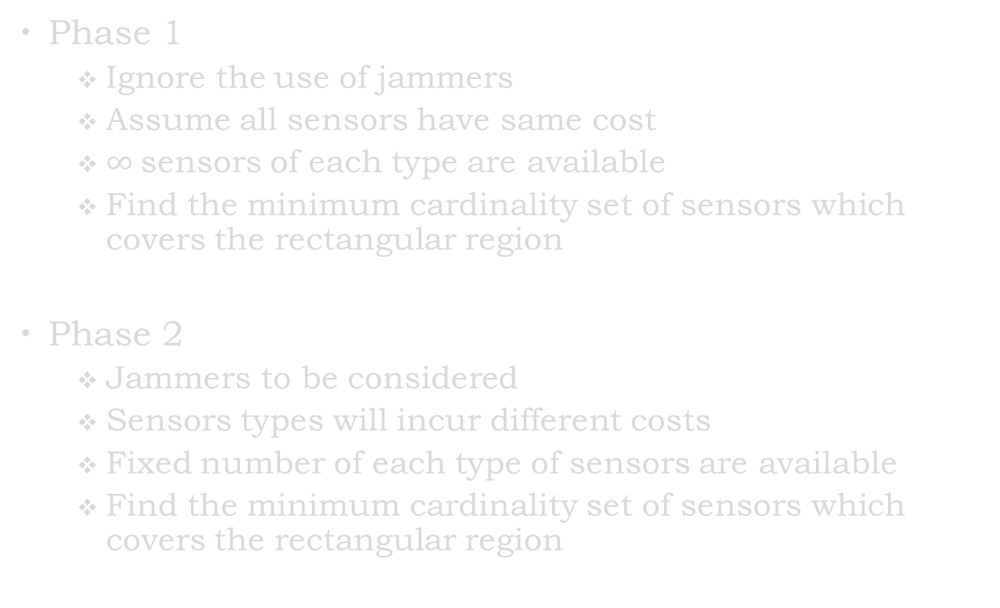 • Phase 1
❖ Ignore the use of jammers
❖ Assume all sensors have same cost
❖ ∞ sensors of each type are available
❖ Find the minimum cardinality set of sensors which
covers the rectangular region
• Phase 2
❖ Jammers to be considered
❖ Sensors types will incur different costs
❖ Fixed number of each type of sensors are available
❖ Find the minimum cardinality set of sensors which
covers the rectangular region